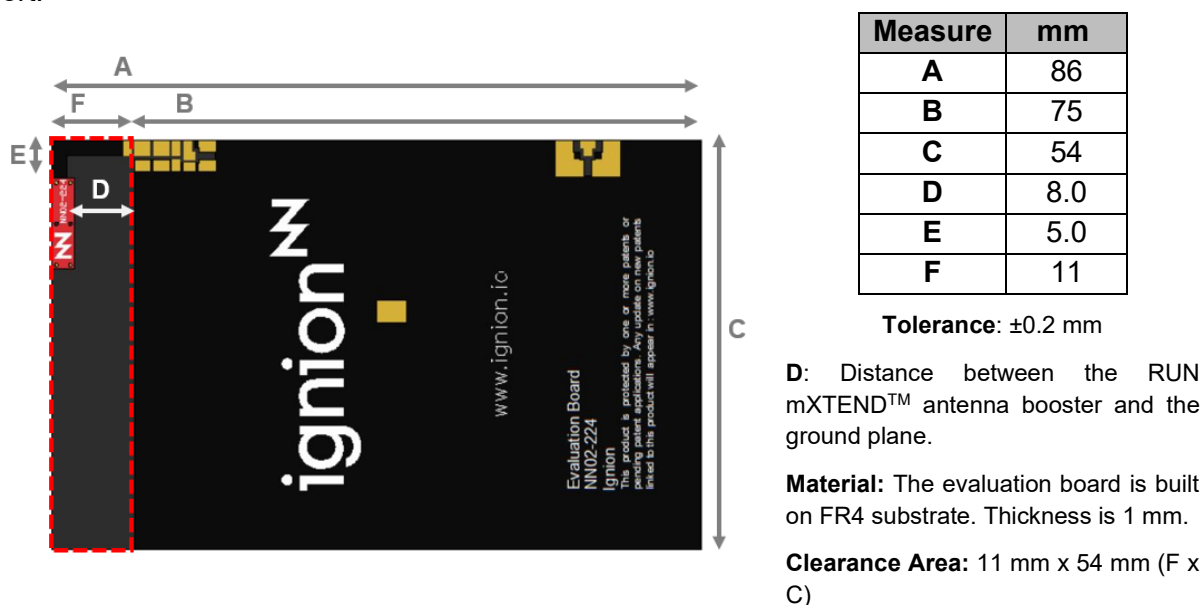 A
F
B
E
D
C
NN02-224
ignion
www.ignion.io
Evaluation Board
NN02-224
Ignion
This product is protected by one or more patents or
pending patent applications. Any update on new patents
linked to this product will appear in : www.ignion.io
Measure mm
A 86
B 75
C 54
D 8.0
E 5.0
F 11
Tolerance: ±0.2 mm
D: Distance between the RUN
mXTEND™ antenna booster and the
ground plane.
Material: The evaluation board is built
on FR4 substrate. Thickness is 1 mm.
Clearance Area: 11 mm x 54 mm (F x
C)